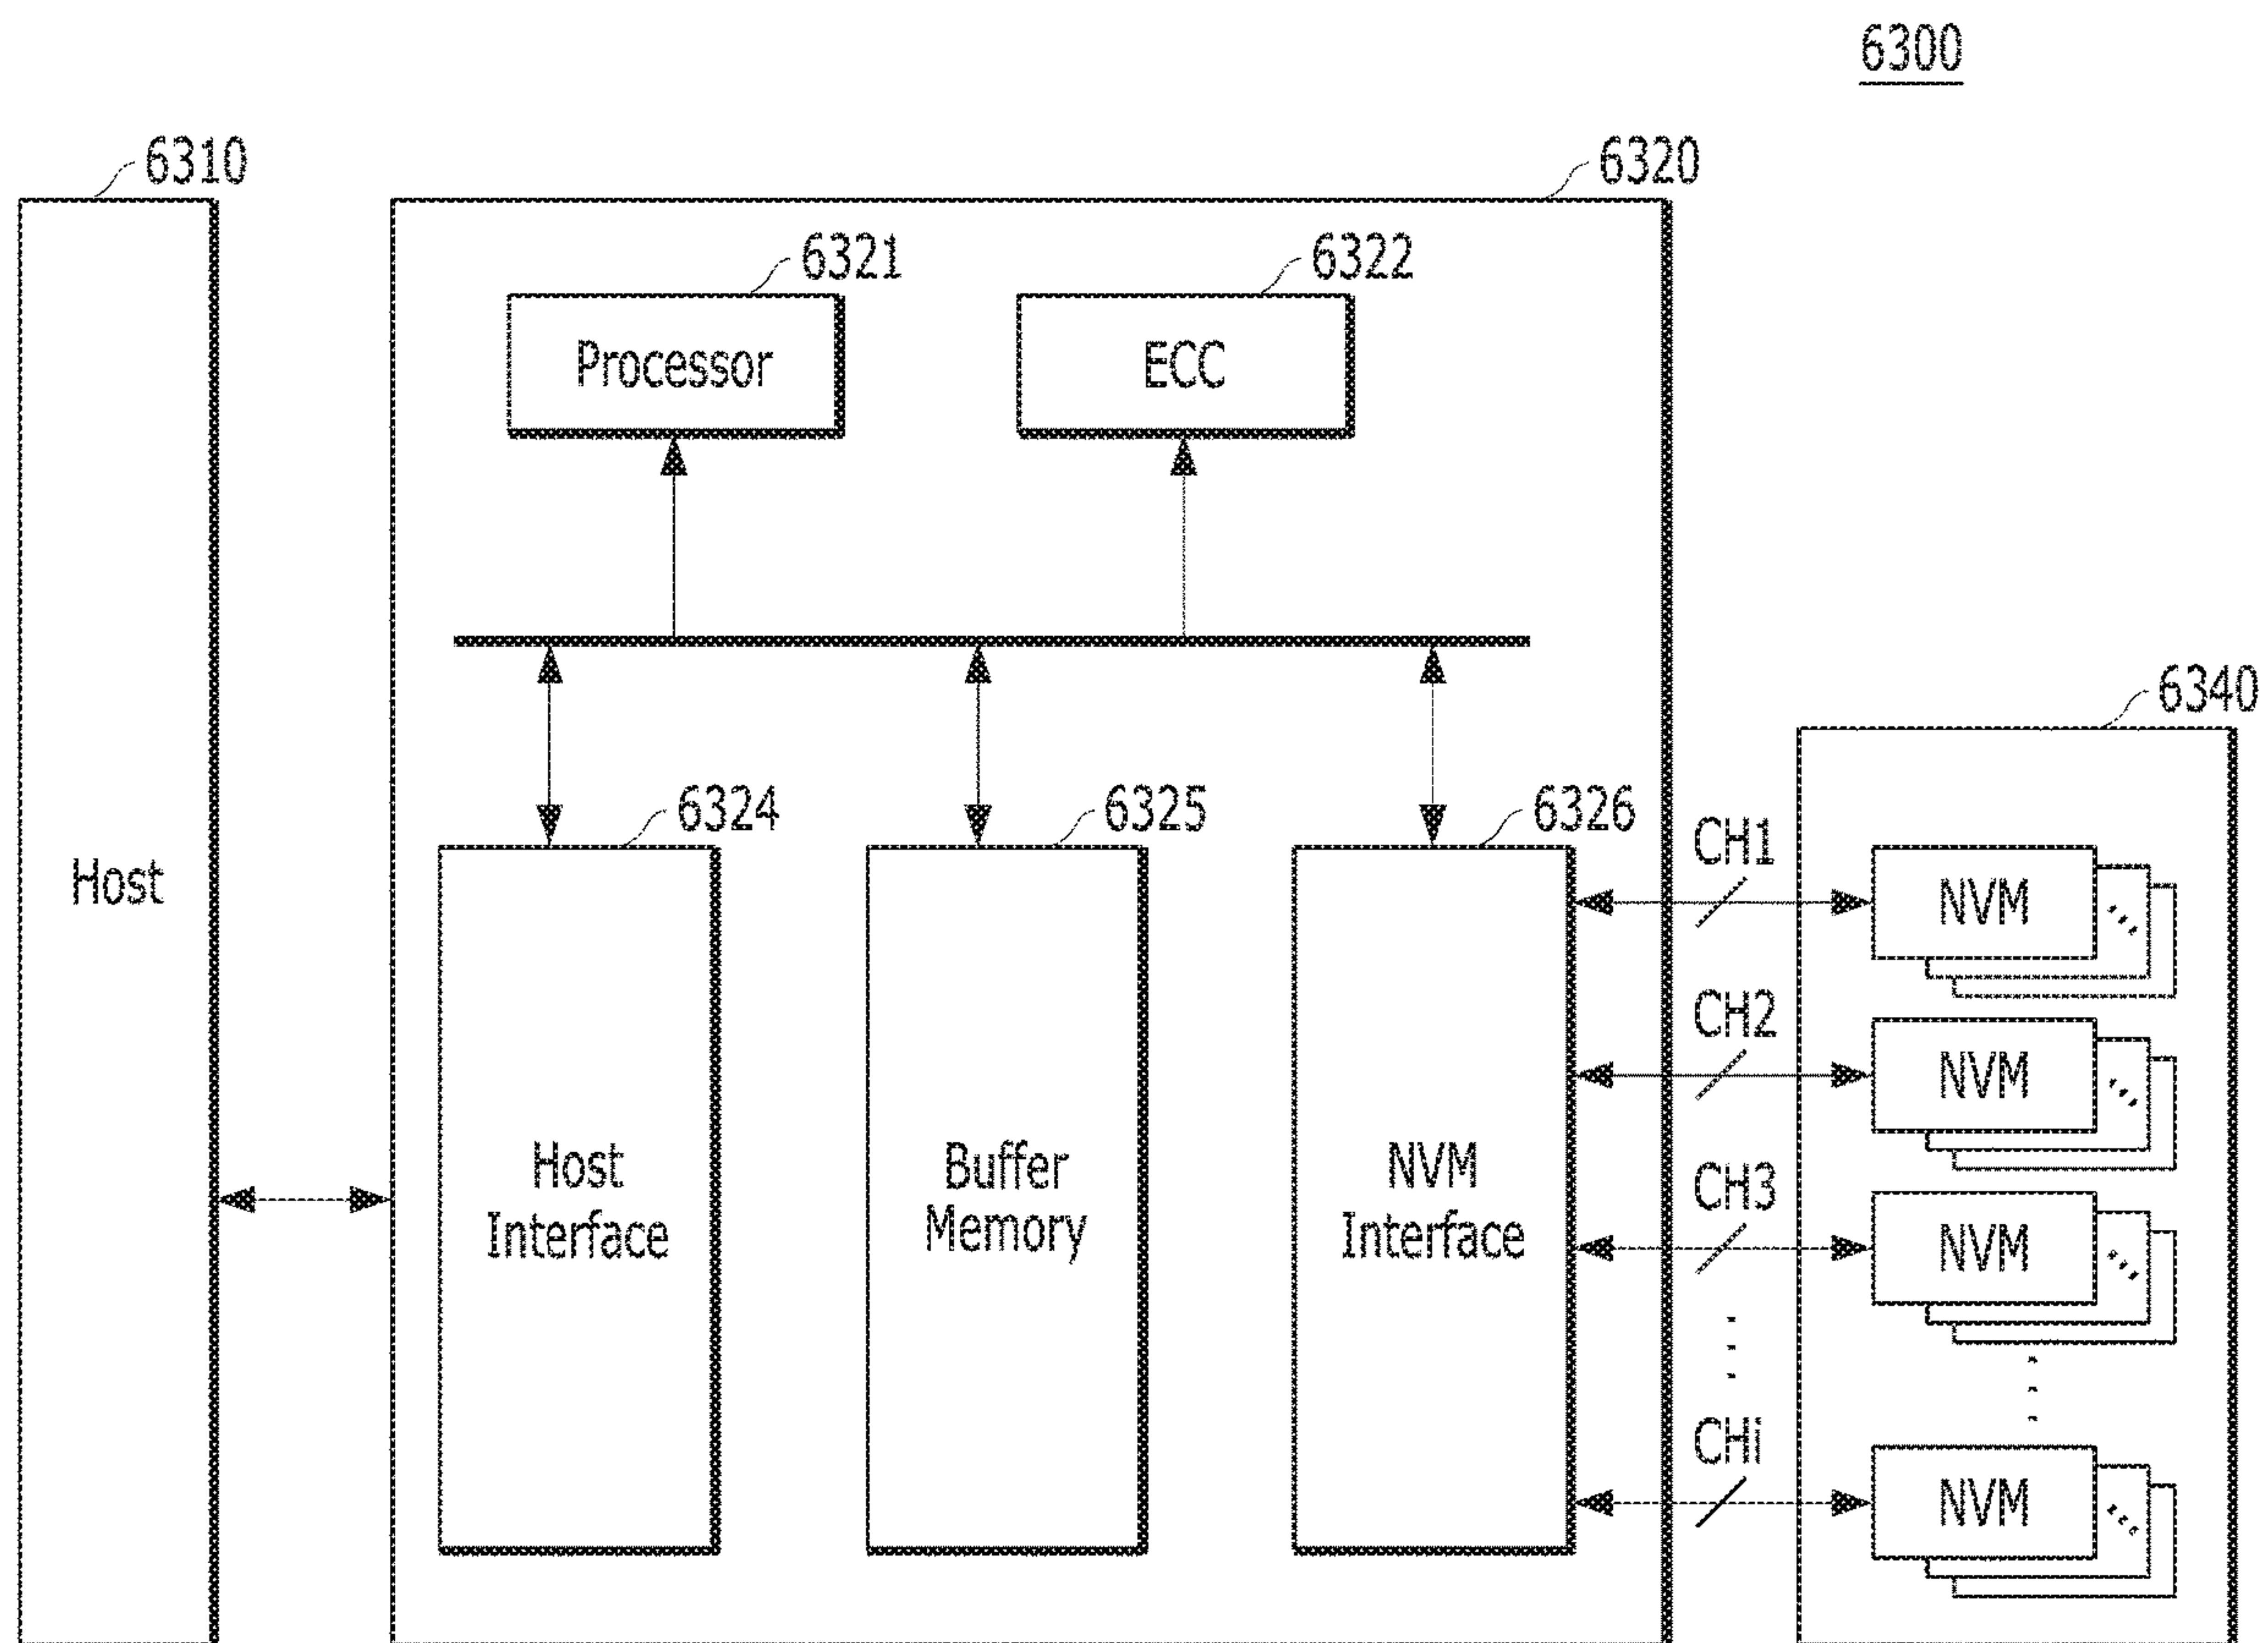 6300
6310
6320
6321
6322
Processor
ECC
6340
6324
6325
6326
CH1
Host
NVM
CH2
NVM
Host
Interface
Buffer
Memory
NVM
Interface
CH3
NVM
CHi
NVM